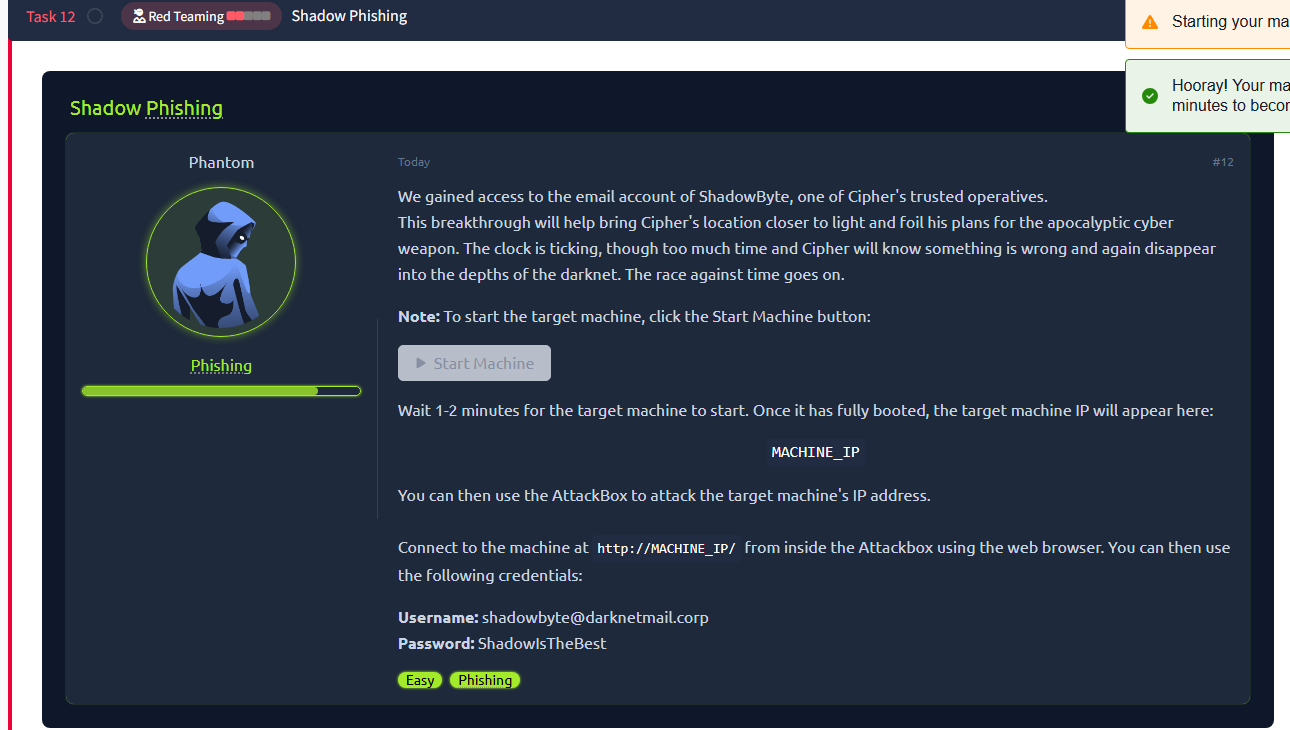 Task 12 Red Teaming Shadow Phishing
Starting your ma
Hooray! Your ma
minutes to becor
Shadow Phishing
Phantom
Phishing
Today #12
We gained access to the email account of ShadowByte, one of Cipher's trusted operatives.
This breakthrough will help bring Cipher's location closer to light and foil his plans for the apocalyptic cyber
weapon. The clock is ticking, though too much time and Cipher will know something is wrong and again disappear
into the depths of the darknet. The race against time goes on.
Note: To start the target machine, click the Start Machine button:
Start Machine
Wait 1-2 minutes for the target machine to start. Once it has fully booted, the target machine IP will appear here:
MACHINE_IP
You can then use the AttackBox to attack the target machine's IP address.
Connect to the machine at http://MACHINE_IP/ from inside the Attackbox using the web browser. You can then use
the following credentials:
Username: shadowbyte@darknetmail.corp
Password: ShadowIsTheBest
Easy Phishing